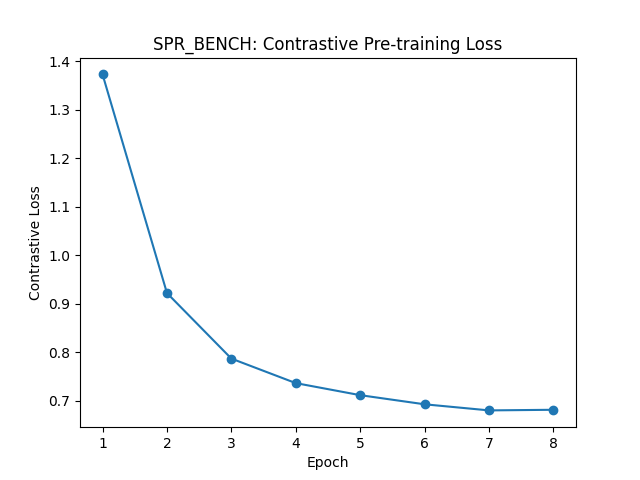 SPR_BENCH: Contrastive Pre-training Loss
1.4
1.3
1.2
1.1
1.0
0.9
0.8
0.7
Contrastive Loss
1 2 3 4 5 6 7 8
Epoch